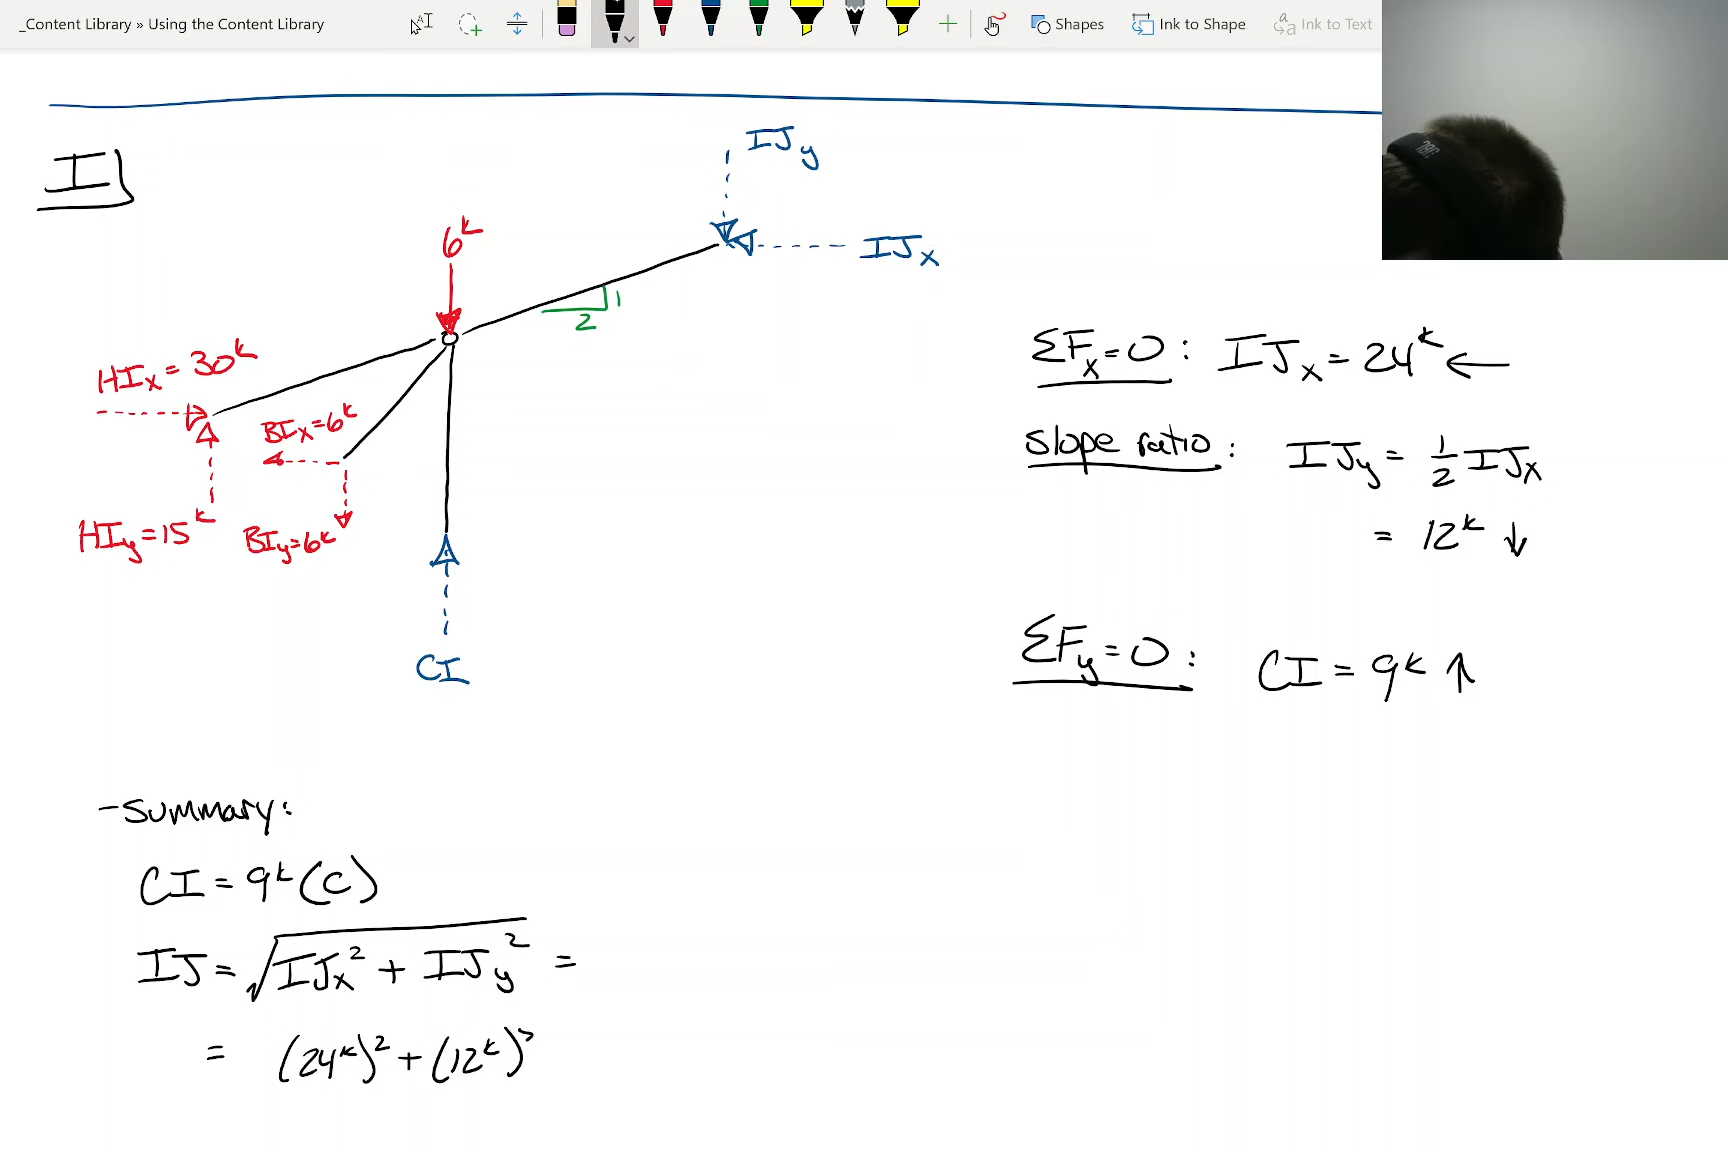 _Content Library » Using the Content Library
Shapes
Ink to Shape
Ink to Text
I
IJy
IJx
6ᵏ
1
2
HIx = 30ᵏ
BIx=6ᵏ
HIy=15ᵏ
BIy=6ᵏ
CI
ΣFx=0: IJx = 24ᵏ ←
slope ratio: IJy = 1/2 IJx
= 12ᵏ ↓
ΣFy=0: CI = 9ᵏ ↑
-Summary:
CI = 9ᵏ (C)
IJ = √IJx² + IJy² =
= (24ᵏ)² + (12ᵏ)²